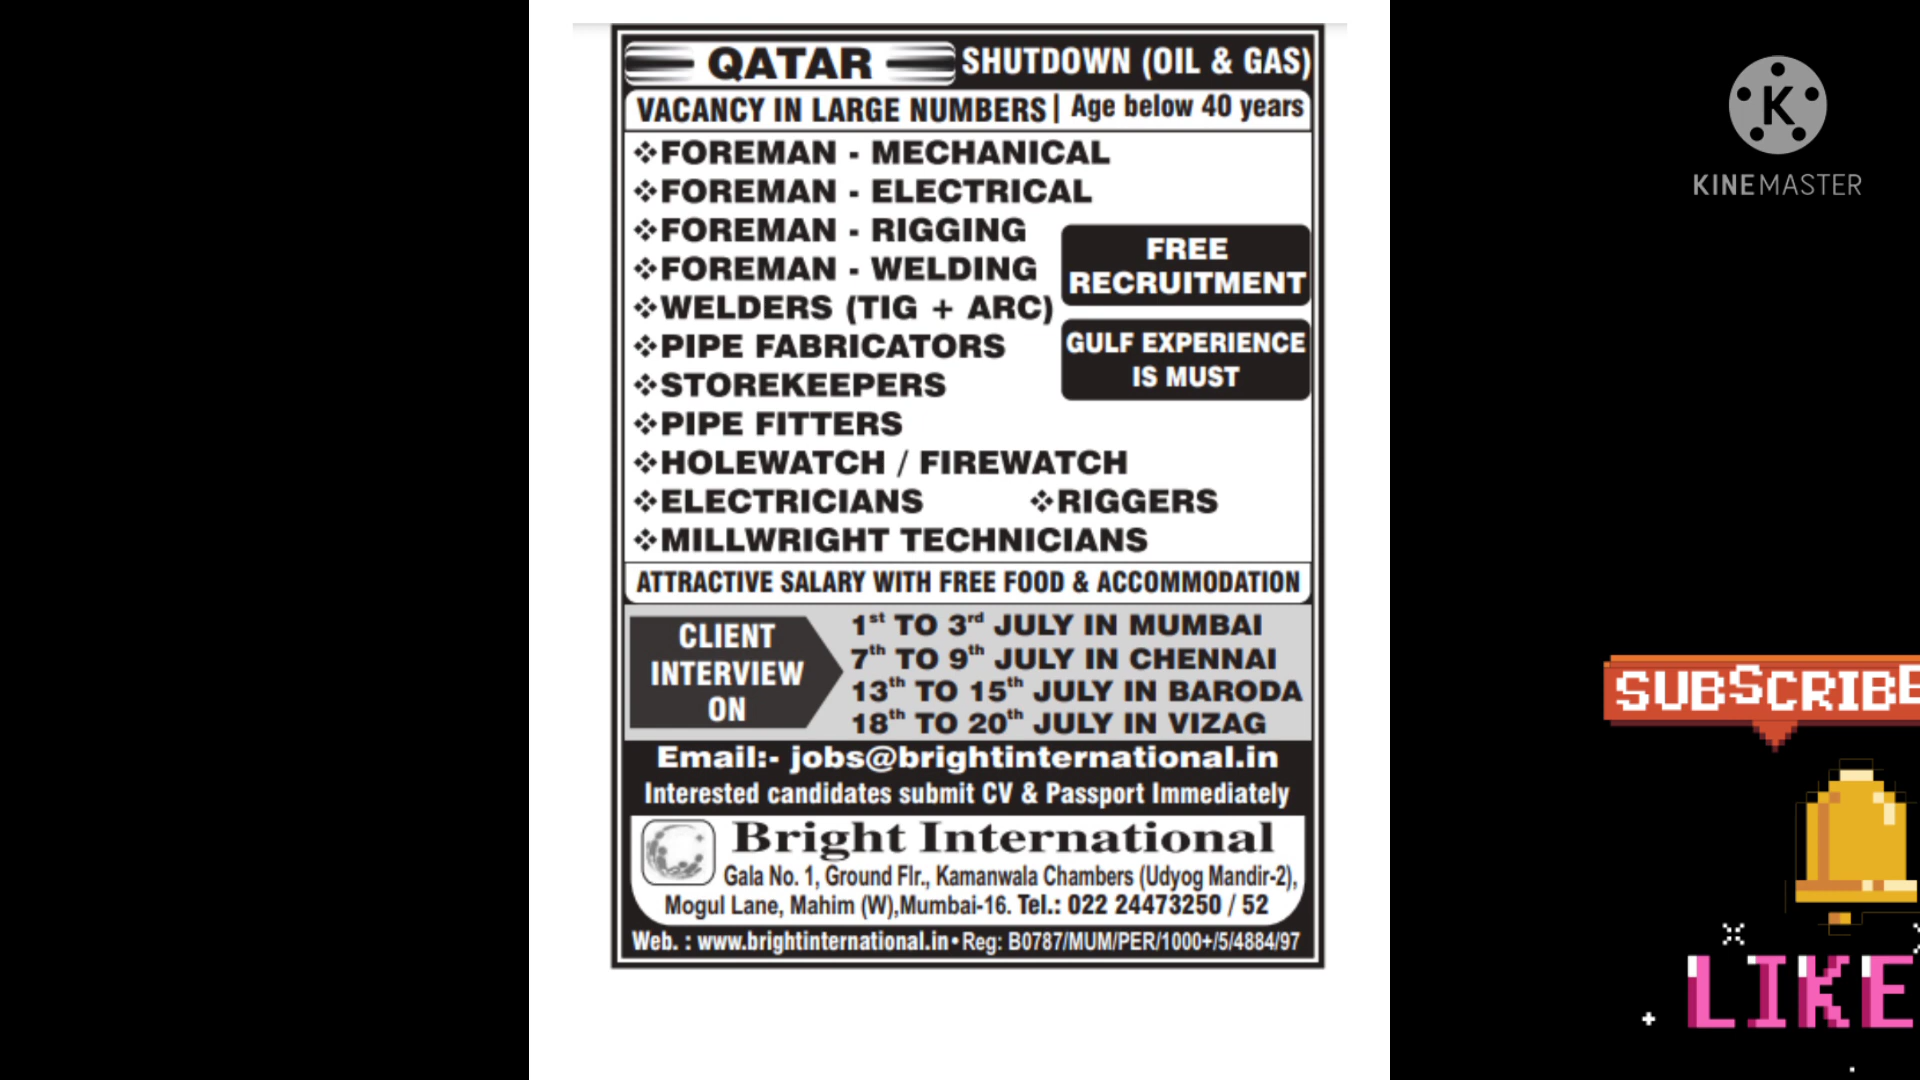 QATAR SHUTDOWN (OIL & GAS)
VACANCY IN LARGE NUMBERS | Age below 40 years
❖FOREMAN - MECHANICAL
❖FOREMAN - ELECTRICAL
❖FOREMAN - RIGGING
❖FOREMAN - WELDING
❖WELDERS (TIG + ARC)
❖PIPE FABRICATORS
❖STOREKEEPERS
❖PIPE FITTERS
❖HOLEWATCH / FIREWATCH
❖ELECTRICIANS ❖RIGGERS
❖MILLWRIGHT TECHNICIANS
FREE
RECRUITMENT
GULF EXPERIENCE
IS MUST
ATTRACTIVE SALARY WITH FREE FOOD & ACCOMMODATION
CLIENT
INTERVIEW
ON
1st TO 3rd JULY IN MUMBAI
7th TO 9th JULY IN CHENNAI
13th TO 15th JULY IN BARODA
18th TO 20th JULY IN VIZAG
Email:- jobs@brightinternational.in
Interested candidates submit CV & Passport Immediately
Bright International
Gala No. 1, Ground Flr., Kamanwala Chambers (Udyog Mandir-2),
Mogul Lane, Mahim (W),Mumbai-16. Tel.: 022 24473250 / 52
Web. : www.brightinternational.in • Reg: B0787/MUM/PER/1000+/5/4884/97
K
KINEMASTER
SUBSCRIBE
LIKE